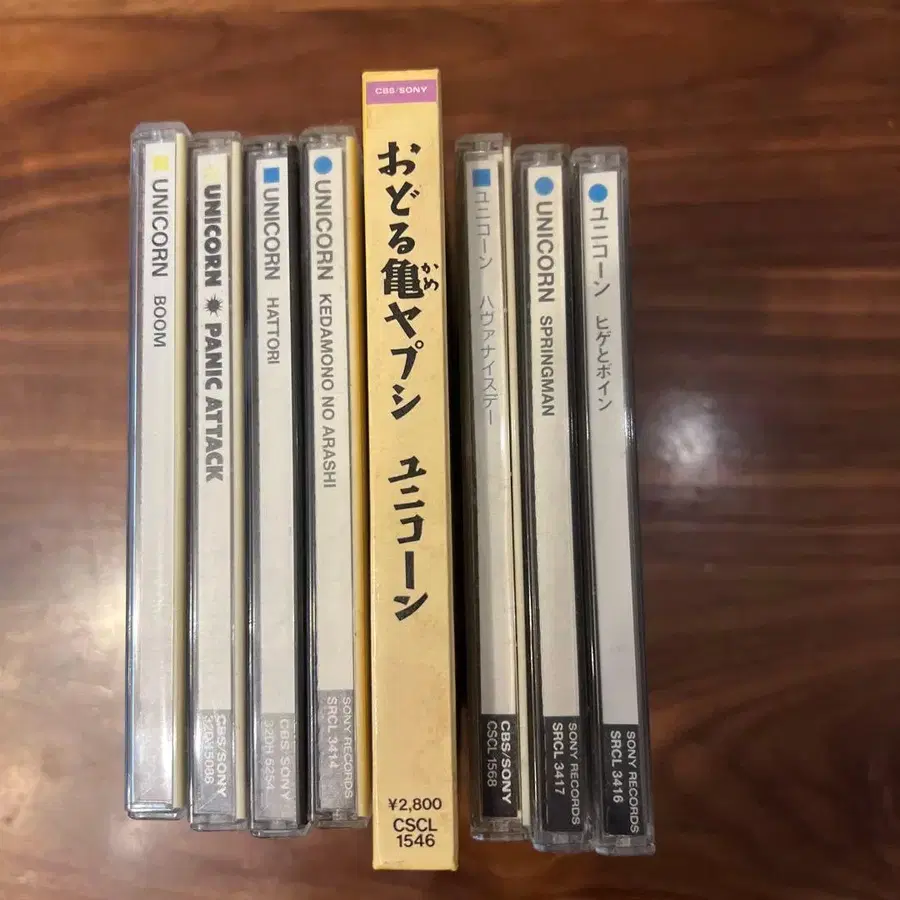 UNICORN BOOM
UNICORN PANIC ATTACK
CBS/SONY
32DH 5086
UNICORN HATTORI
CBS/SONY
32DH 5254
UNICORN KEDAMONO NO ARASHI
SONY RECORDS
SRCL 3414
CBS/SONY
おどる亀ヤプシ ユニコーン
かめ
¥2,800
CSCL
1546
ユニコーン ハヴァナイスデー
CBS/SONY
CSCL 1568
UNICORN SPRINGMAN
SONY RECORDS
SRCL 3417
ユニコーン ヒゲとボイン
SONY RECORDS
SRCL 3416